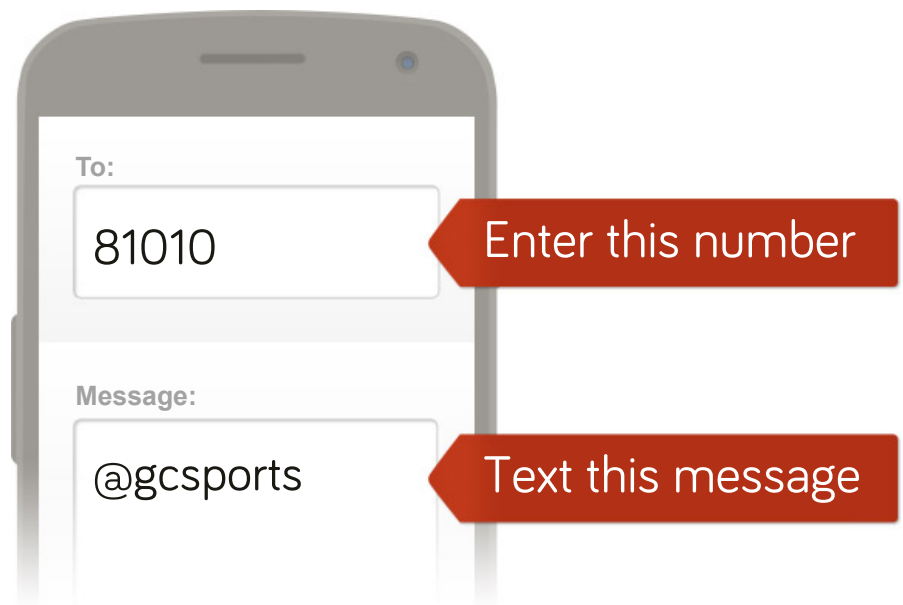 To:
81010
Enter this number
Message:
@gcsports
Text this message